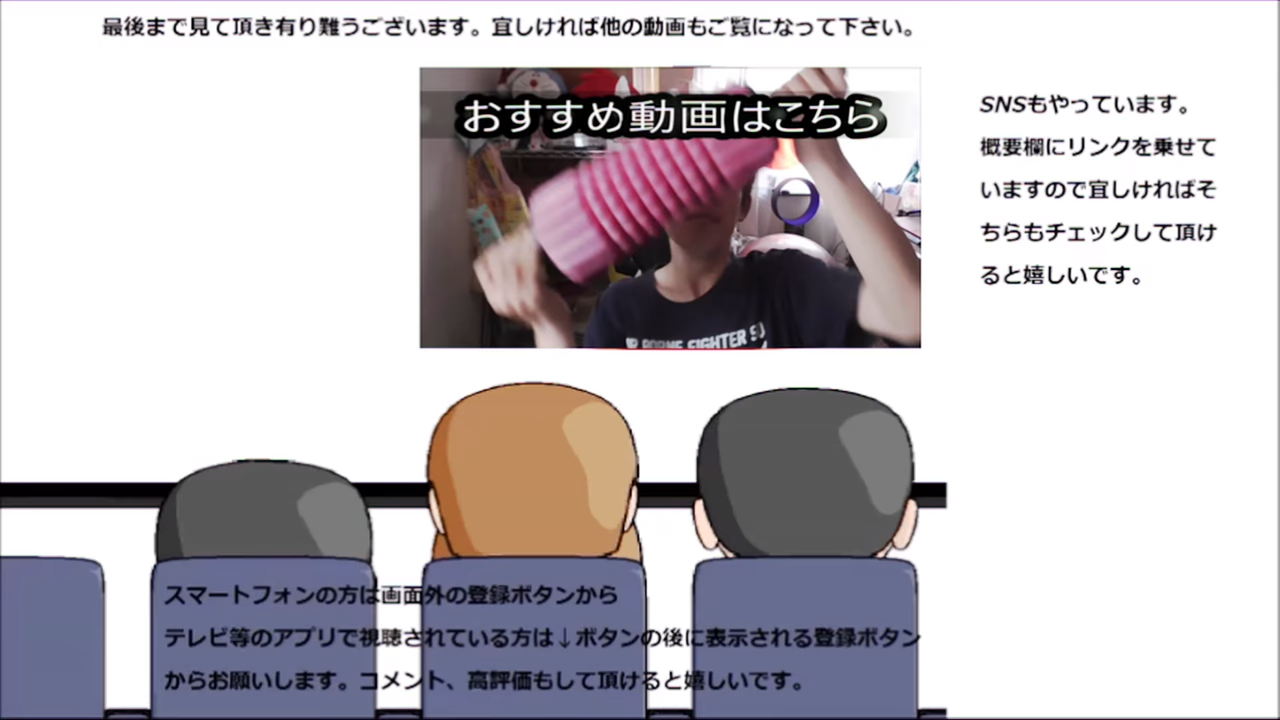 最後まで見て頂き有り難うございます。宜しければ他の動画もご覧になって下さい。
おすすめ動画はこちら
SNSもやっています。
概要欄にリンクを乗せて
いますので宜しければそ
ちらもチェックして頂け
ると嬉しいです。
FIGHTER
スマートフォンの方は画面外の登録ボタンから
テレビ等のアプリで視聴されている方は↓ボタンの後に表示される登録ボタン
からお願いします。コメント、高評価もして頂けると嬉しいです。